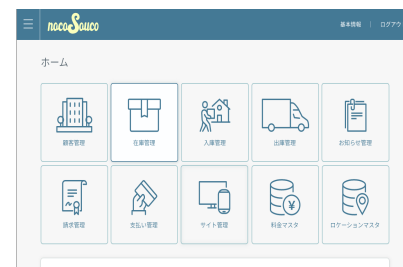 nocoSouco
基本情報 | ログアウ
ホーム
顧客管理
在庫管理
入庫管理
出庫管理
お知らせ管理
請求管理
支払い管理
サイト管理
料金マスタ
ロケーションマスタ